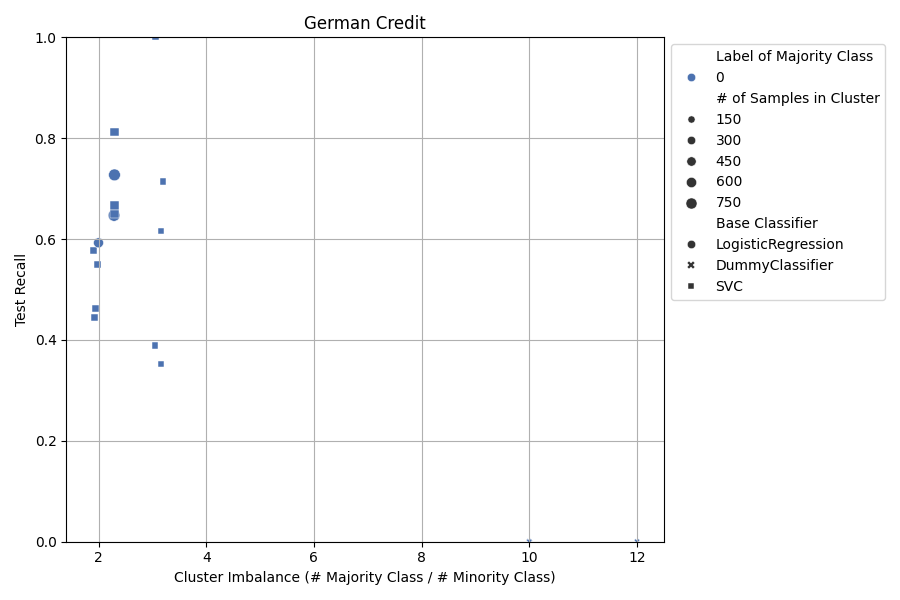 German Credit
1.0
0.8
0.6
0.4
0.2
0.0
Test Recall
2
4
6
8
10
12
Cluster Imbalance (# Majority Class / # Minority Class)
Label of Majority Class
0
# of Samples in Cluster
150
300
450
600
750
Base Classifier
LogisticRegression
DummyClassifier
SVC